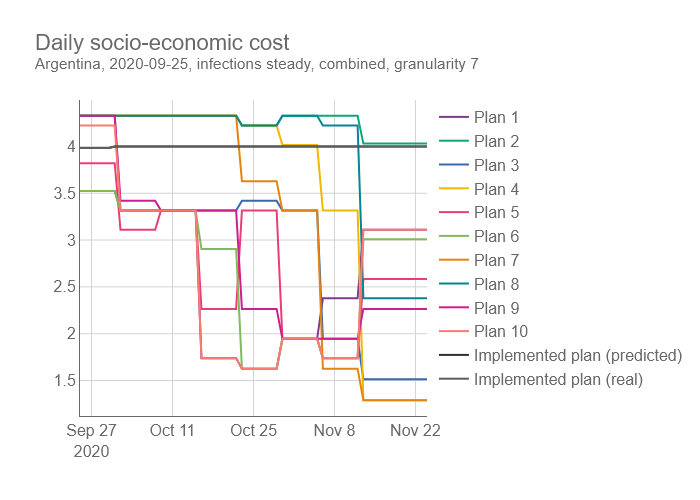 Daily socio-economic cost
Argentina, 2020-09-25, infections steady, combined, granularity 7
4
3.5
3
2.5
2
1.5
Sep 27
2020
Oct 11
Oct 25
Nov 8
Nov 22
Plan 1
Plan 2
Plan 3
Plan 4
Plan 5
Plan 6
Plan 7
Plan 8
Plan 9
Plan 10
Implemented plan (predicted)
Implemented plan (real)